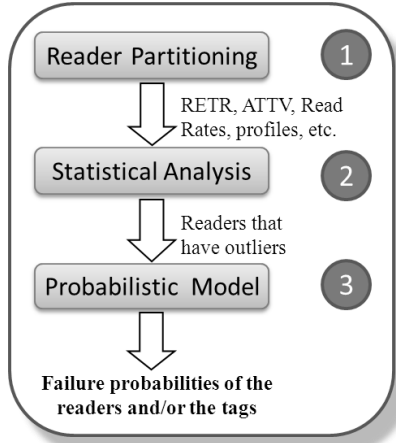 Reader Partitioning 1
RETR, ATTV, Read
Rates, profiles, etc.
Statistical Analysis 2
Readers that
have outliers
Probabilistic Model 3
Failure probabilities of the
readers and/or the tags